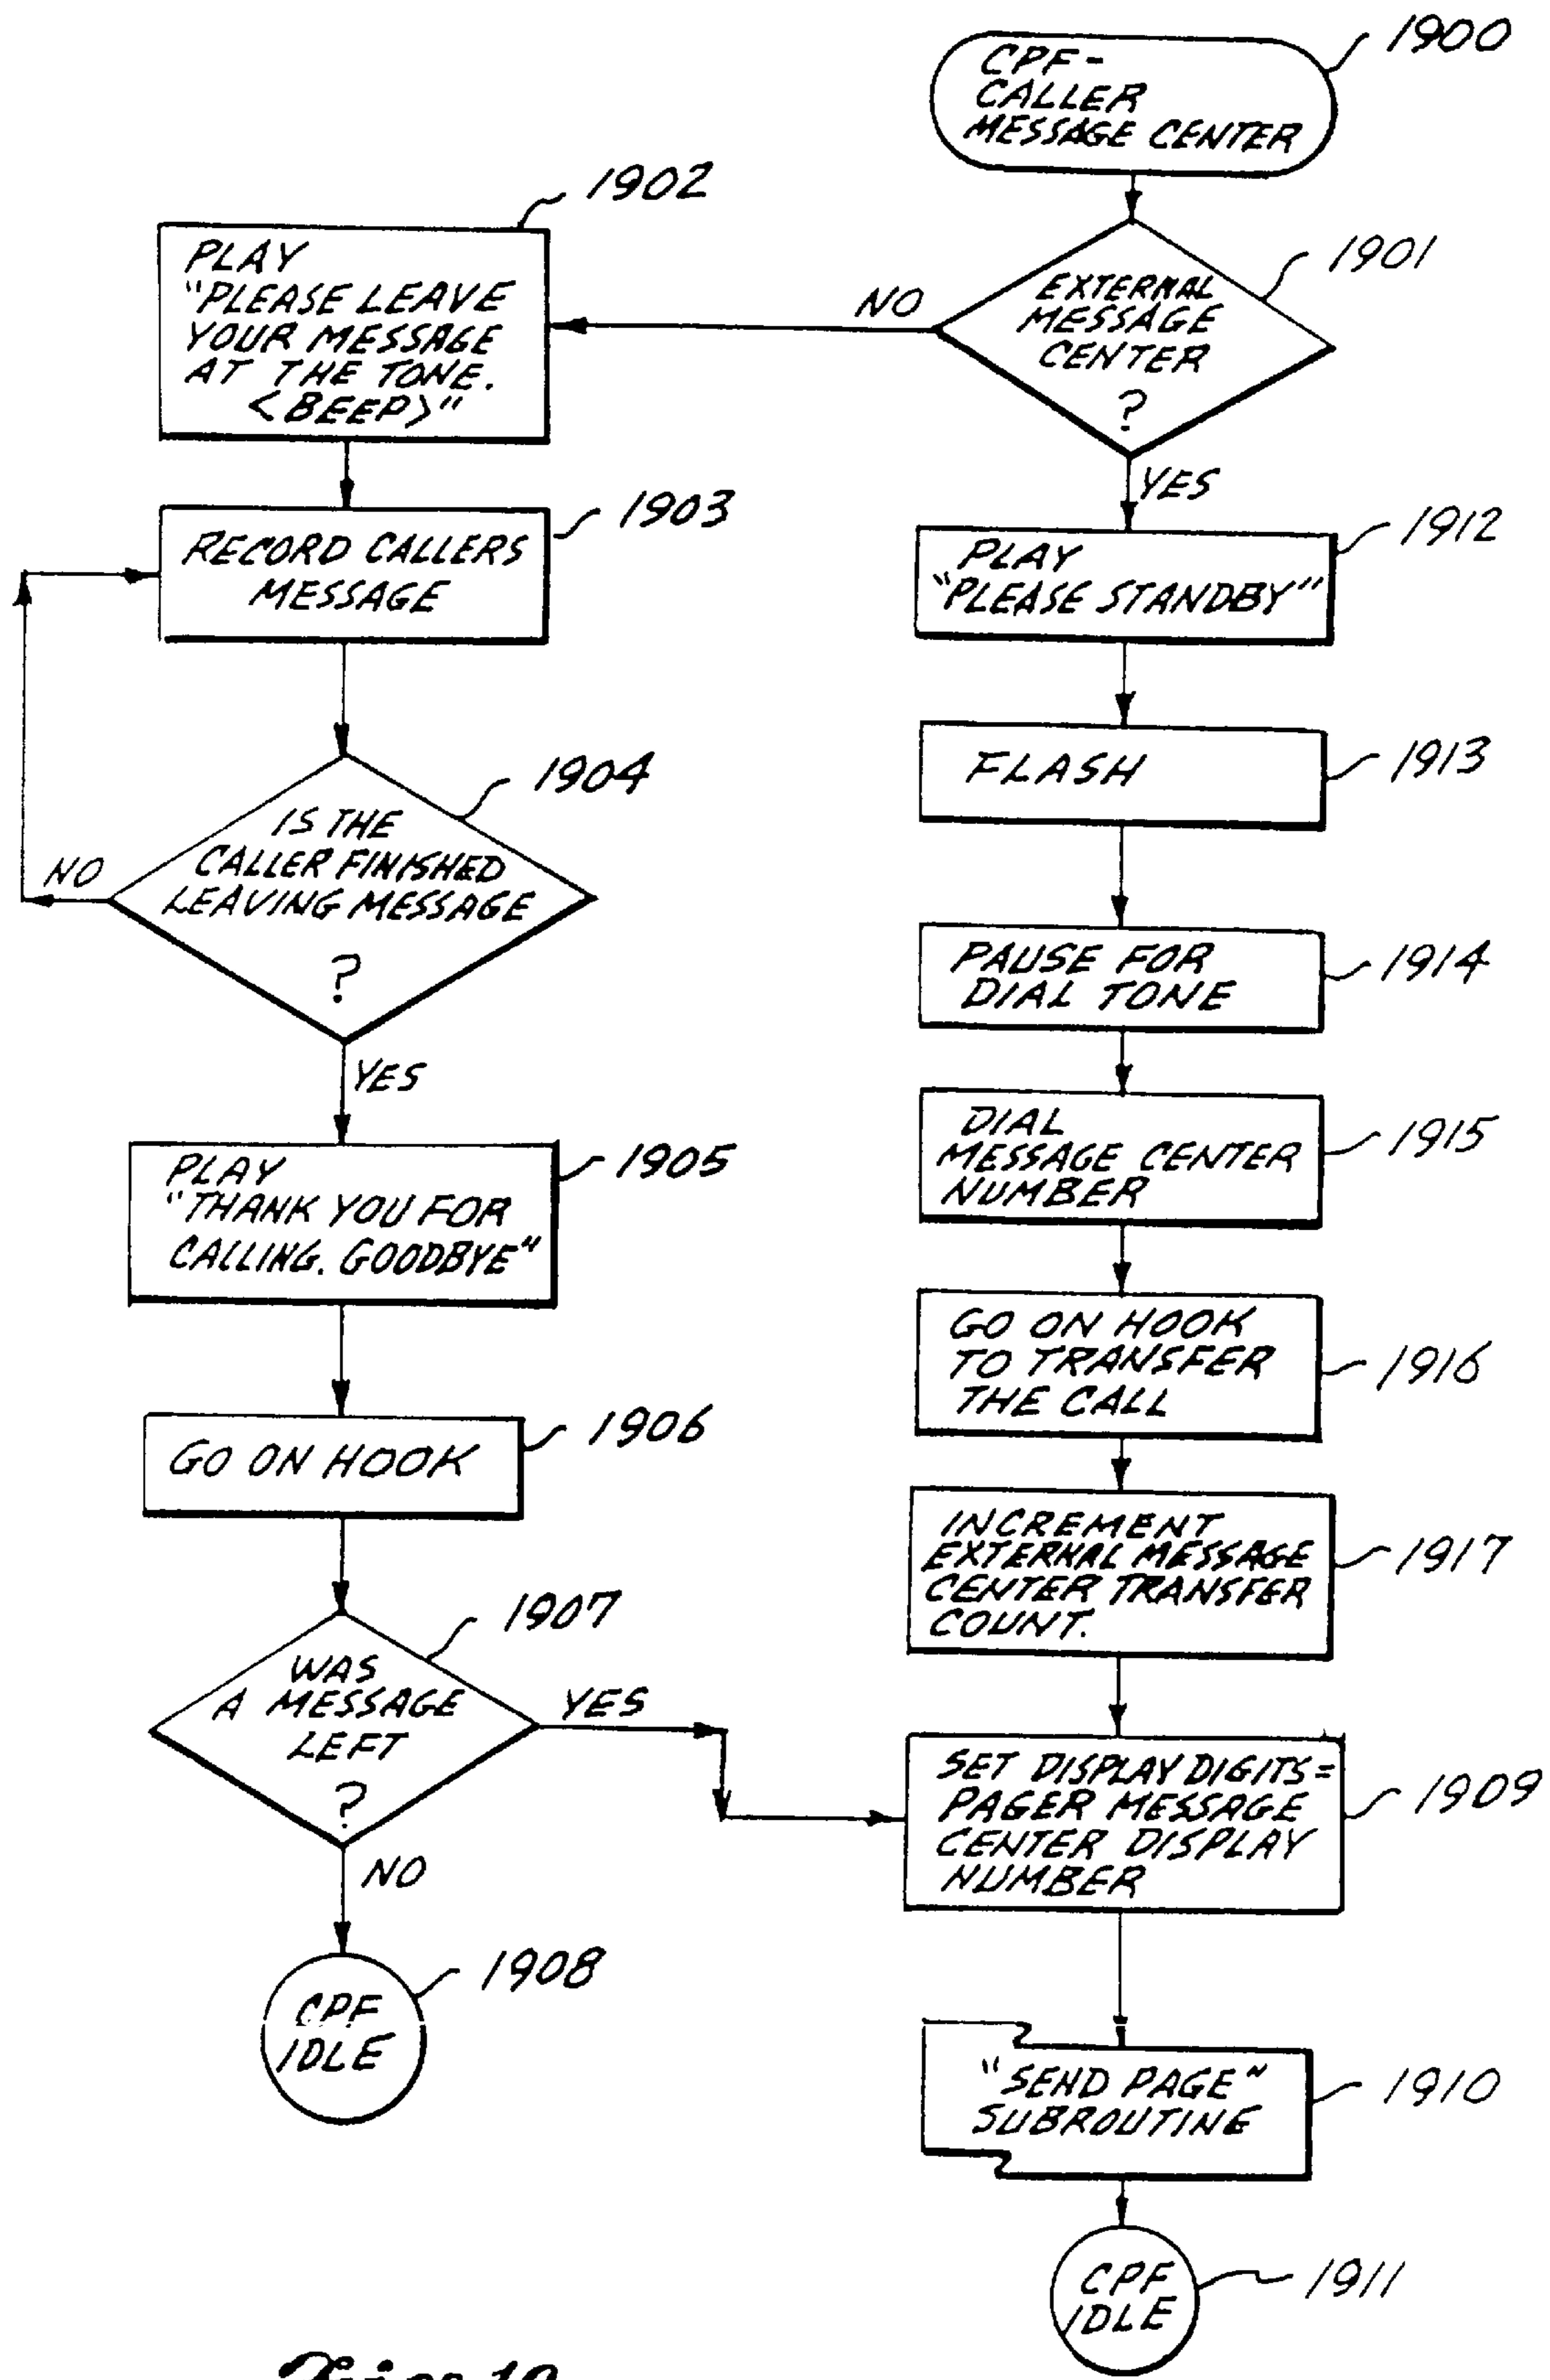 1900
CPF-
CALLER
MESSAGE CENTER
1901
EXTERNAL
MESSAGE
CENTER
?
NO
YES
1902
PLAY
"PLEASE LEAVE
YOUR MESSAGE
AT THE TONE.
<BEEP>"
1903
RECORD CALLERS
MESSAGE
1904
IS THE
CALLER FINISHED
LEAVING MESSAGE
?
NO
YES
1905
PLAY
"THANK YOU FOR
CALLING. GOODBYE"
1906
GO ON HOOK
1907
WAS
A MESSAGE
LEFT
?
YES
NO
1908
CPF
IDLE
1912
PLAY
"PLEASE STANDBY"
1913
FLASH
1914
PAUSE FOR
DIAL TONE
1915
DIAL
MESSAGE CENTER
NUMBER
1916
GO ON HOOK
TO TRANSFER
THE CALL
1917
INCREMENT
EXTERNAL MESSAGE
CENTER TRANSFER
COUNT.
1909
SET DISPLAY DIGITS=
PAGER MESSAGE
CENTER DISPLAY
NUMBER
1910
"SEND PAGE"
SUBROUTINE
1911
CPF
IDLE